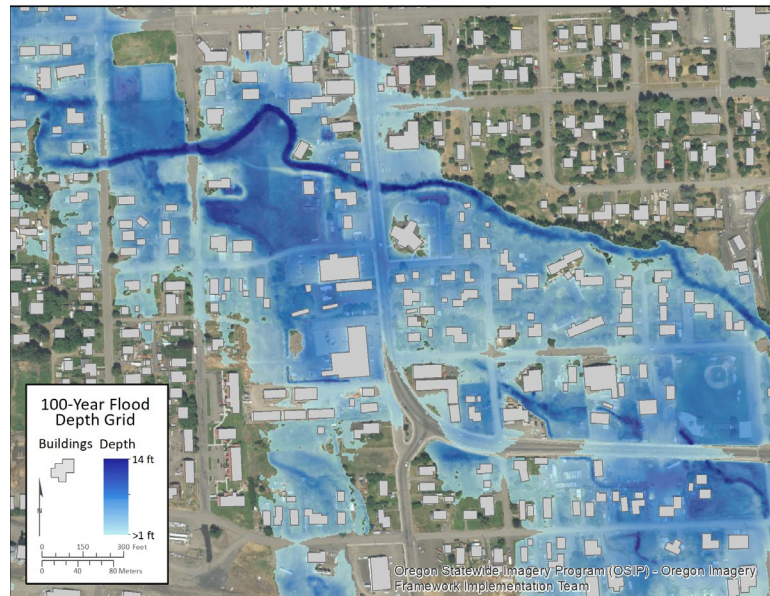 100-Year Flood
Depth Grid
Buildings Depth
14 ft
>1 ft
N
0 150 300 Feet
0 40 80 Meters
Oregon Statewide Imagery Program (OSIP) - Oregon Imagery
Framework Implementation Team